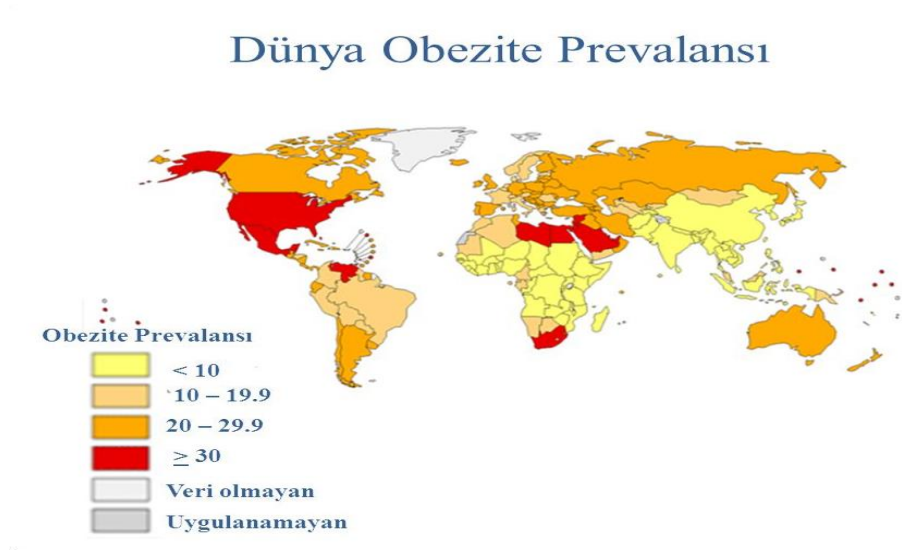 Dünya Obezite Prevalansı
Obezite Prevalansı
< 10
10 – 19.9
20 – 29.9
≥ 30
Veri olmayan
Uygulanamayan